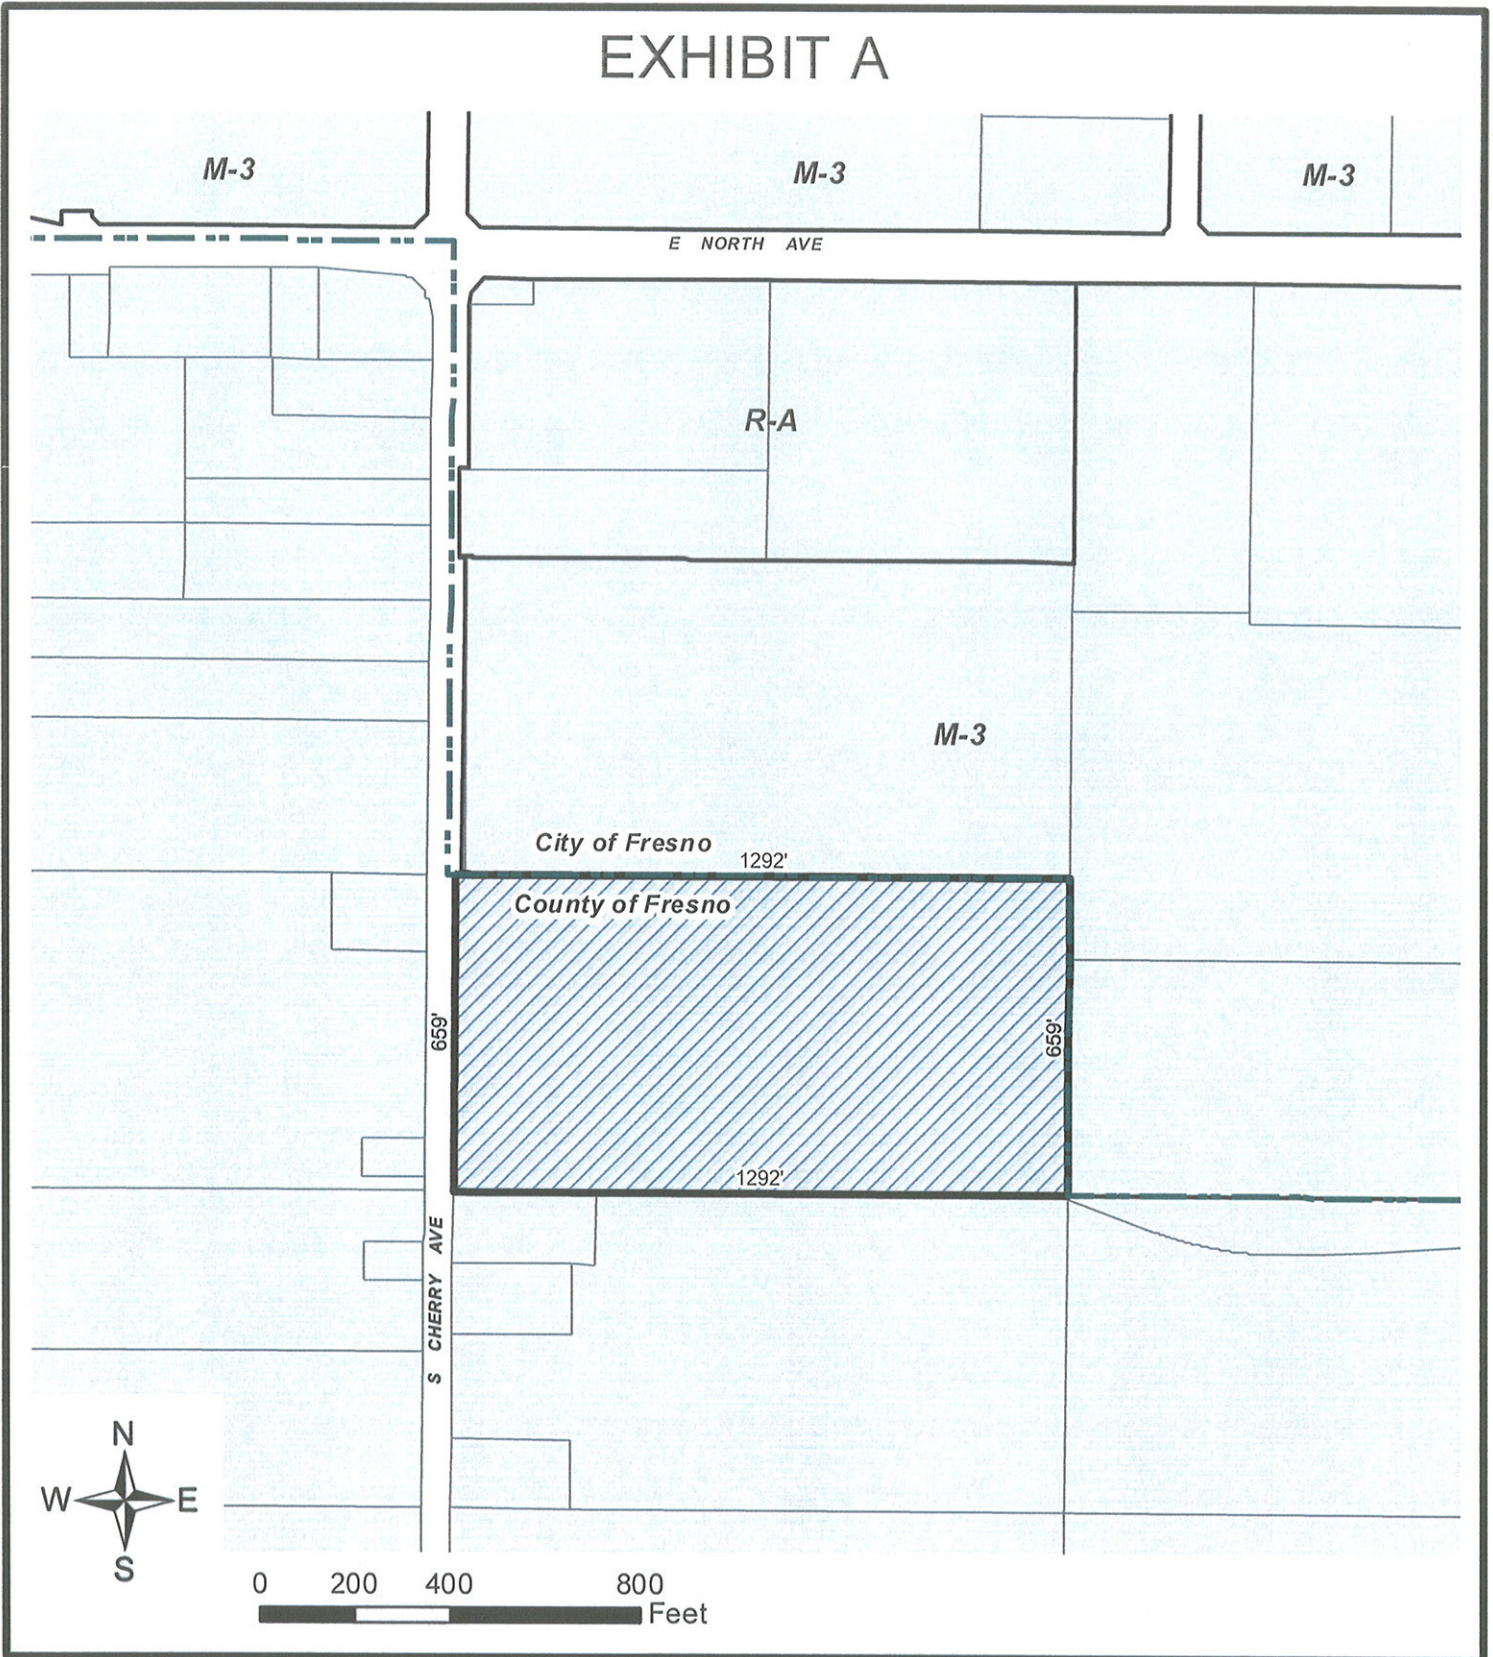 EXHIBIT A
M-3
M-3
M-3
E NORTH AVE
R-A
M-3
City of Fresno
1292'
County of Fresno
659'
659'
1292'
S CHERRY AVE
N
W E
S
0 200 400 800
Feet